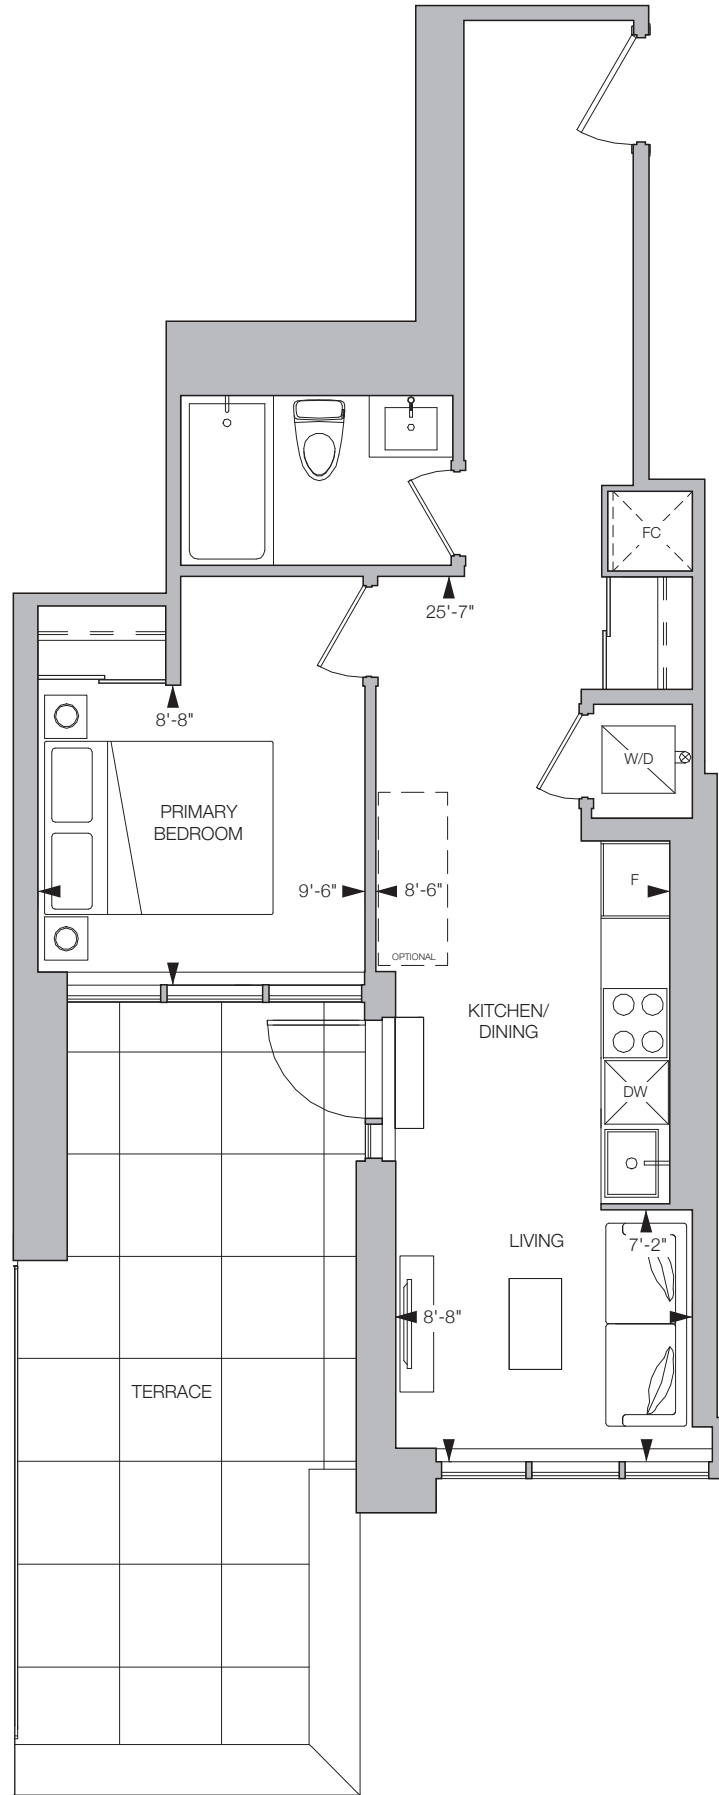 FC
25'-7"
8'-8"
W/D
PRIMARY
BEDROOM
F
9'-6"
8'-6"
OPTIONAL
KITCHEN/
DINING
DW
LIVING
7'-2"
8'-8"
TERRACE